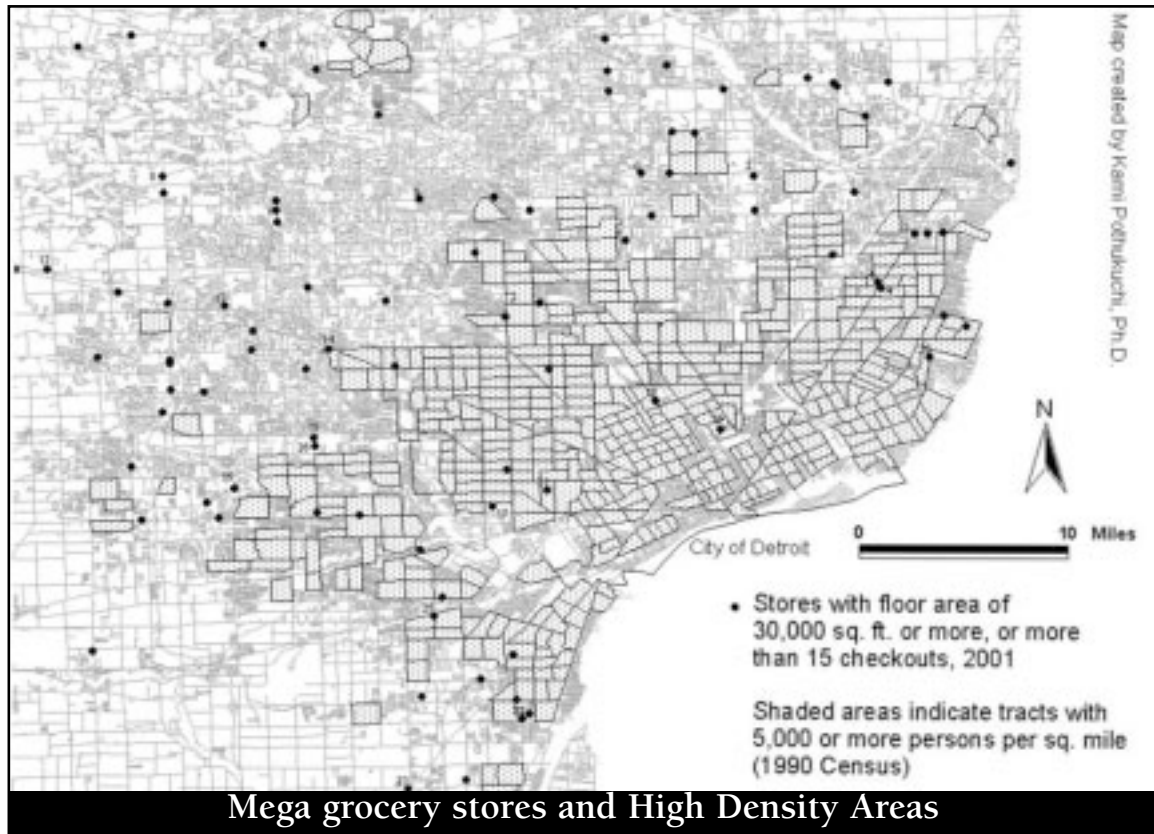 Map created by Kami Pothukuchi, Ph.D.
N
0 10 Miles
City of Detroit
Stores with floor area of
30,000 sq. ft. or more, or more
than 15 checkouts, 2001
Shaded areas indicate tracts with
5,000 or more persons per sq. mile
(1990 Census)
Mega grocery stores and High Density Areas